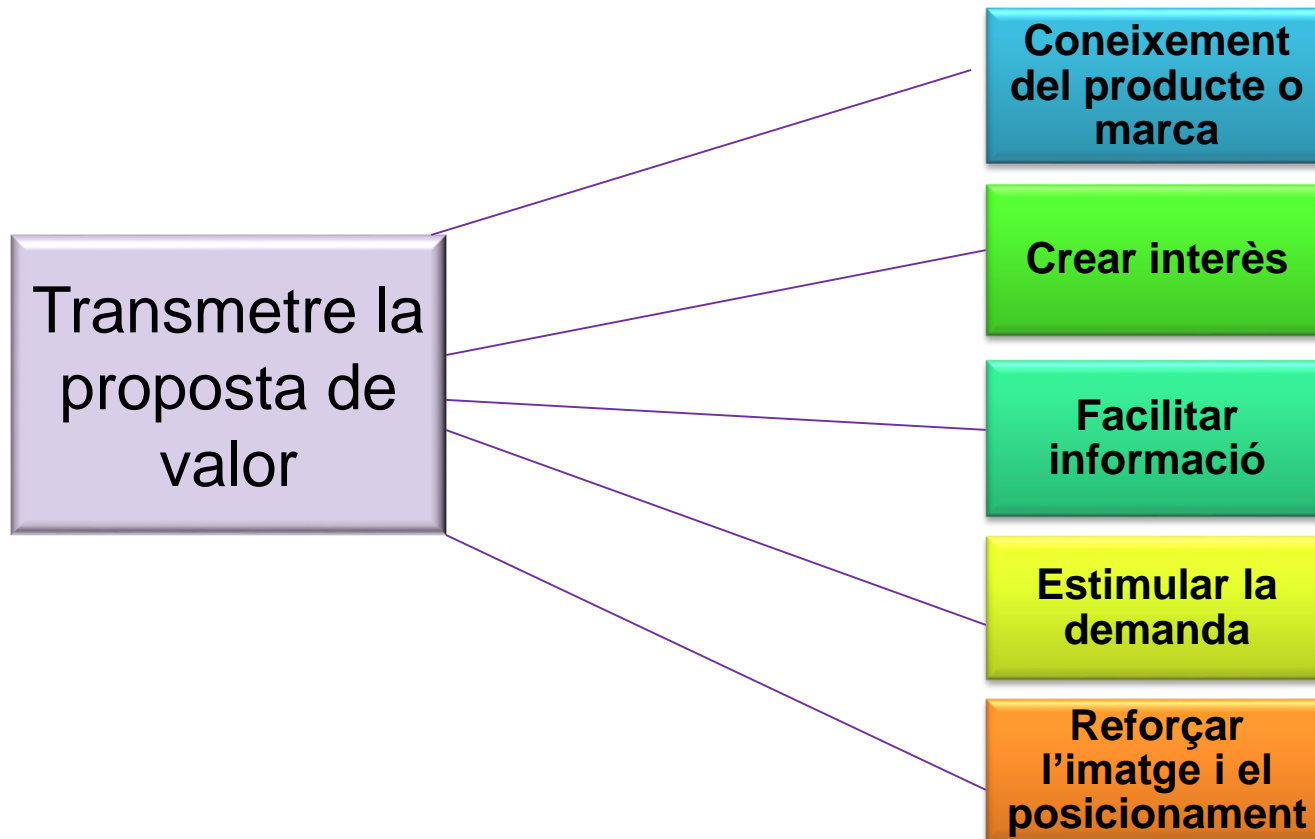 Transmetre la
proposta de
valor
Coneixement
del producte o
marca
Crear interès
Facilitar
informació
Estimular la
demanda
Reforçar
l’imatge i el
posicionament